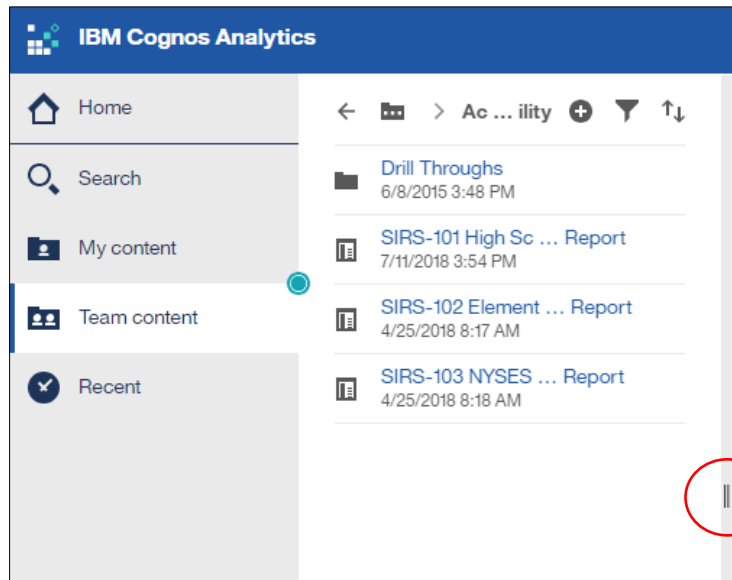 IBM Cognos Analytics
Home
Search
My content
Team content
Recent
Ac ... ility
Drill Throughs
6/8/2015 3:48 PM
SIRS-101 High Sc ... Report
7/11/2018 3:54 PM
SIRS-102 Element ... Report
4/25/2018 8:17 AM
SIRS-103 NYSES ... Report
4/25/2018 8:18 AM